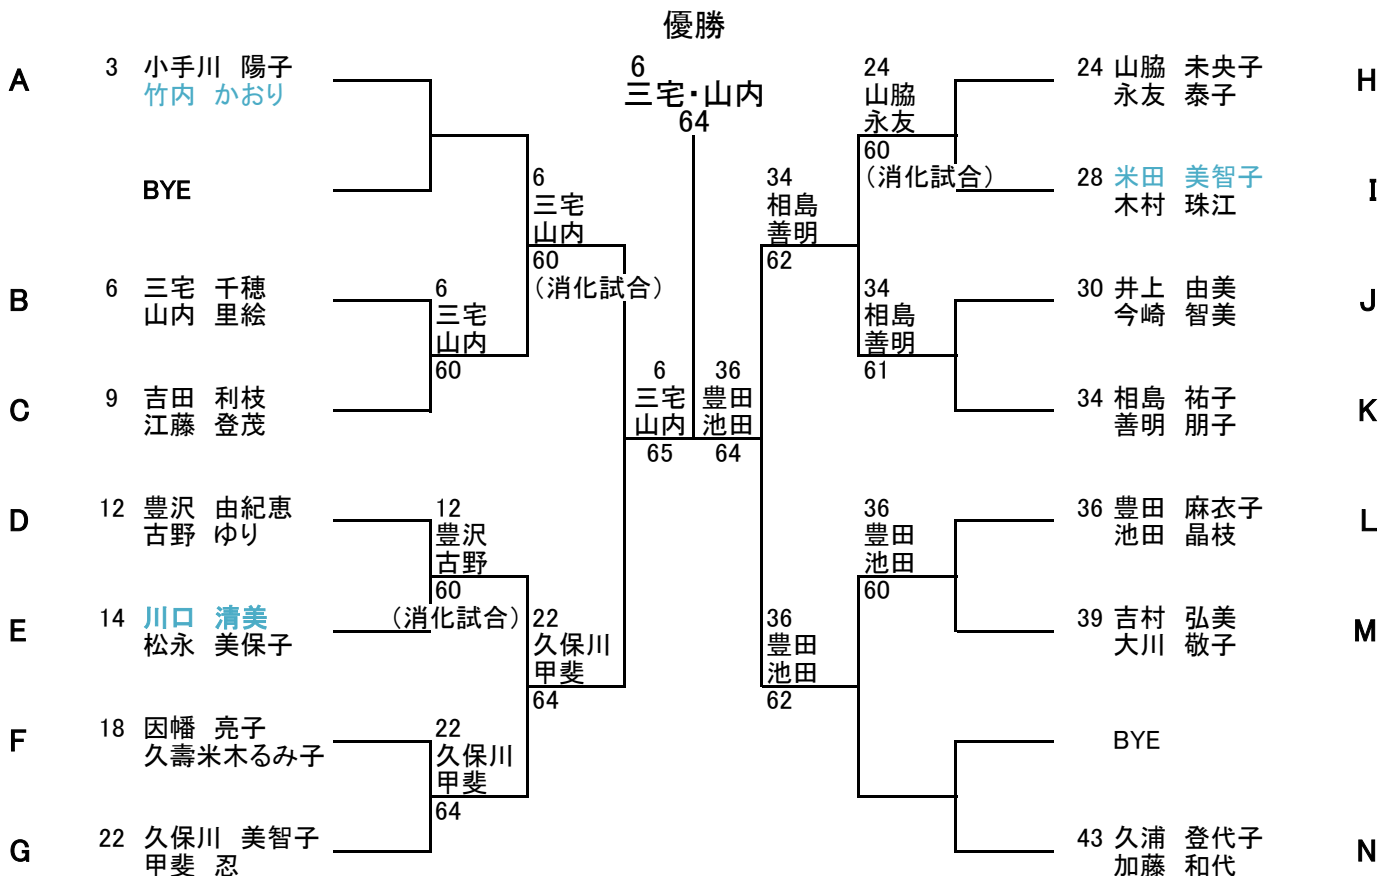 優勝
6
三宅・山内
64
A
3 小手川 陽子
竹内 かおり
BYE
B
6 三宅 千穂
山内 里絵
C
9 吉田 利枝
江藤 登茂
D
12 豊沢 由紀恵
古野 ゆり
E
14 川口 清美
松永 美保子
F
18 因幡 亮子
久壽米木るみ子
G
22 久保川 美智子
甲斐 忍
6
三宅
山内
60
12
豊沢
古野
60
(消化試合)
22
久保川
甲斐
64
6
三宅
山内
60
(消化試合)
22
久保川
甲斐
64
6
三宅
山内
65
36
豊田
池田
64
34
相島
善明
62
36
豊田
池田
62
24
山脇
永友
60
(消化試合)
34
相島
善明
61
36
豊田
池田
60
24 山脇 未央子
永友 泰子
H
28 米田 美智子
木村 珠江
I
30 井上 由美
今崎 智美
J
34 相島 祐子
善明 朋子
K
36 豊田 麻衣子
池田 晶枝
L
39 吉村 弘美
大川 敬子
M
BYE
43 久浦 登代子
加藤 和代
N